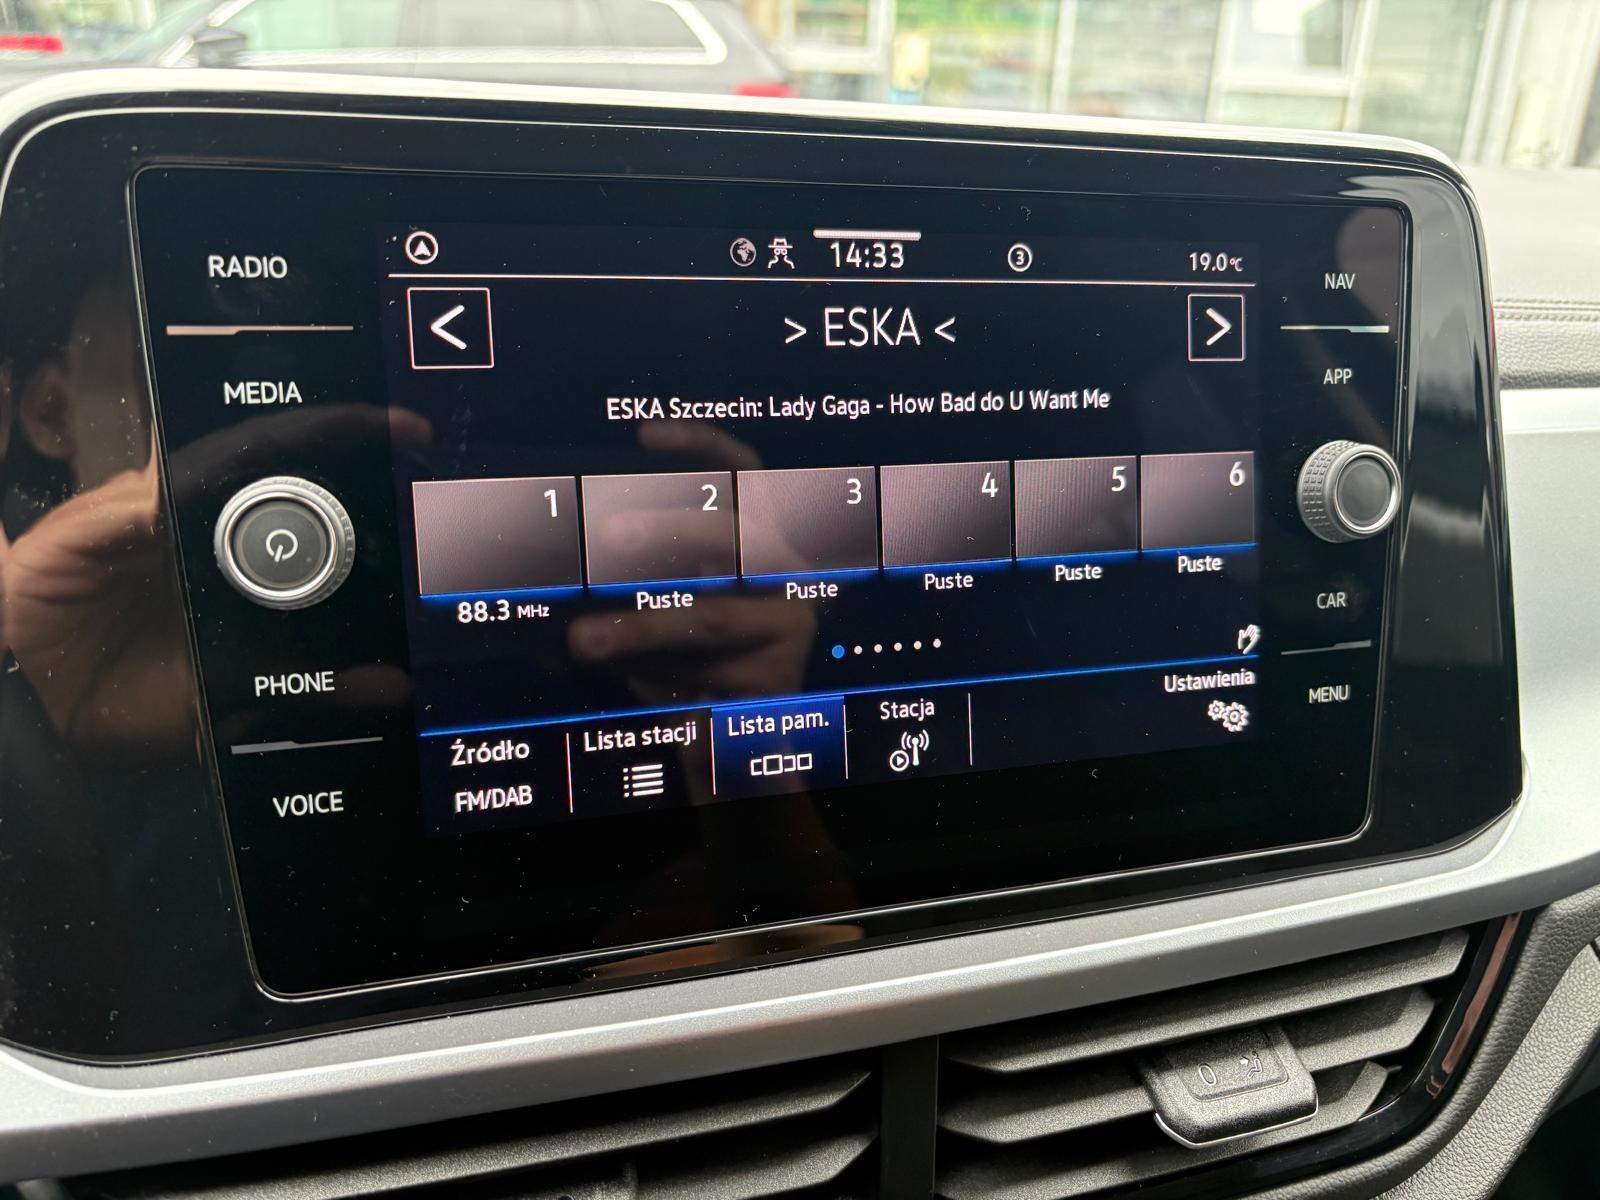 RADIO
MEDIA
PHONE
VOICE
14:33
3
19.0°C
< > ESKA < >
ESKA Szczecin: Lady Gaga - How Bad do U Want Me
1 2 3 4 5 6
88.3 MHz Puste Puste Puste Puste Puste
Źródło
FM/DAB
Lista stacji
Lista pam.
Stacja
Ustawienia
NAV
APP
CAR
MENU
0